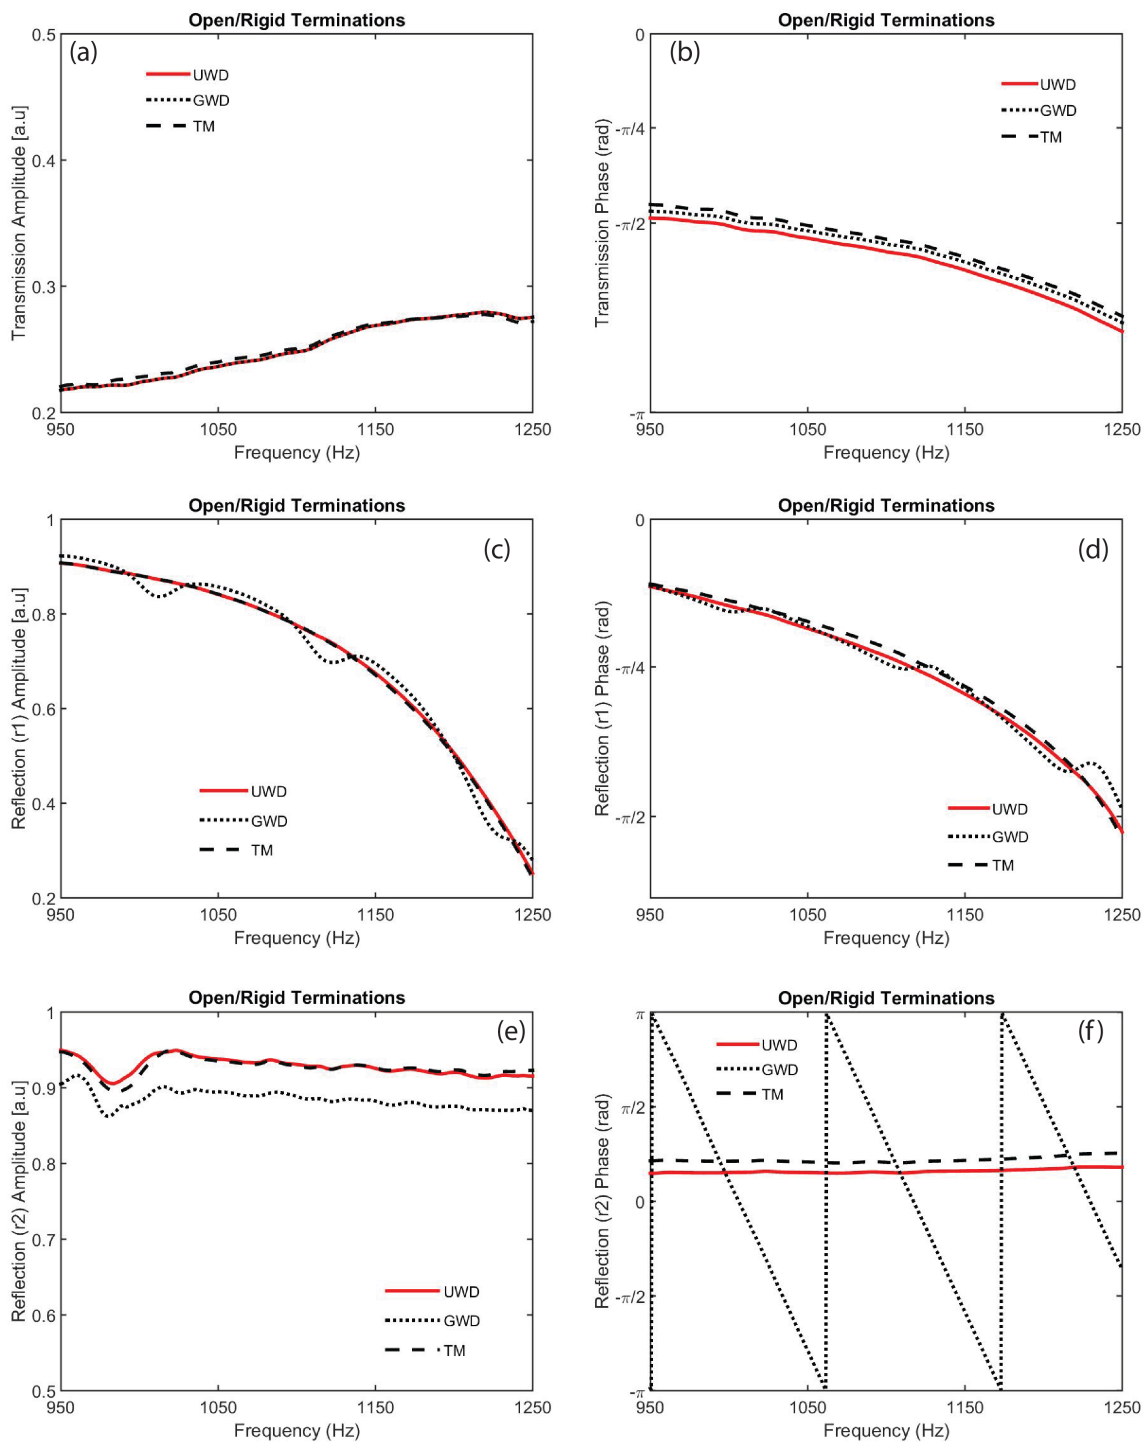 Open/Rigid Terminations
(a)
UWD
GWD
TM
0.5
0.4
0.3
0.2
Transmission Amplitude [a.u]
950 1050 1150 1250
Frequency (Hz)
Open/Rigid Terminations
(b)
UWD
GWD
TM
0
-π/4
-π/2
-π
Transmission Phase (rad)
950 1050 1150 1250
Frequency (Hz)
Open/Rigid Terminations
(c)
1
0.8
0.6
0.4
0.2
Reflection (r1) Amplitude [a.u]
UWD
GWD
TM
950 1050 1150 1250
Frequency (Hz)
Open/Rigid Terminations
(d)
0
-π/4
-π/2
Reflection (r1) Phase (rad)
UWD
GWD
TM
950 1050 1150 1250
Frequency (Hz)
Open/Rigid Terminations
(e)
1
0.9
0.8
0.7
0.6
0.5
Reflection (r2) Amplitude [a.u]
UWD
GWD
TM
950 1050 1150 1250
Frequency (Hz)
Open/Rigid Terminations
(f)
UWD
GWD
TM
π
π/2
0
-π/2
-π
Reflection (r2) Phase (rad)
950 1050 1150 1250
Frequency (Hz)